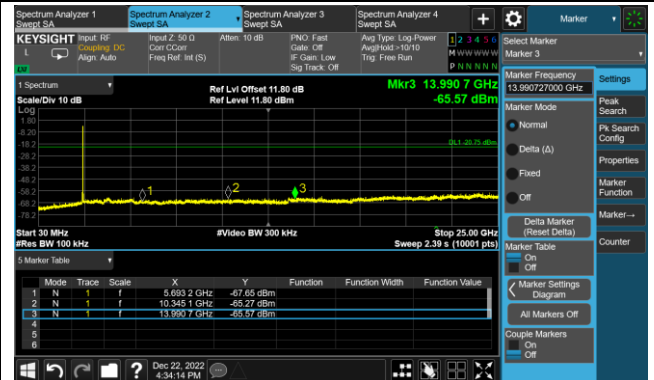 Spectrum Analyzer 1
Swept SA
Spectrum Analyzer 2
Swept SA
Spectrum Analyzer 3
Swept SA
Spectrum Analyzer 4
Swept SA
+
Marker
KEYSIGHT
L
LXI
Input: RF
Coupling: DC
Align: Auto
Input Z: 50 Ω
Corr CCorr
Freq Ref: Int (S)
Atten: 10 dB
PNO: Fast
Gate: Off
IF Gain: Low
Sig Track: Off
Avg Type: Log-Power
Avg|Hold:>10/10
Trig: Free Run
1 2 3 4 5 6
M W W W W W
P N N N N N
Select Marker
Marker 3
1 Spectrum
Scale/Div 10 dB
Ref Lvl Offset 11.80 dB
Ref Level 11.80 dBm
Mkr3 13.990 7 GHz
-65.57 dBm
Log
1.80
-8.20
-18.2
-28.2
-38.2
-48.2
-58.2
-68.2
-78.2
DL1 -20.75 dBm
1
2
3
Start 30 MHz
#Res BW 100 kHz
#Video BW 300 kHz
Stop 25.00 GHz
Sweep 2.39 s (10001 pts)
5 Marker Table
Mode Trace Scale X Y Function Function Width Function Value
1 N 1 f 5.693 2 GHz -67.65 dBm
2 N 1 f 10.345 1 GHz -65.27 dBm
3 N 1 f 13.990 7 GHz -65.57 dBm
4
5
6
Marker Frequency
13.990727000 GHz
Marker Mode
Normal
Delta (Δ)
Fixed
Off
Delta Marker
(Reset Delta)
Marker Table
On
Off
Marker Settings
Diagram
All Markers Off
Couple Markers
On
Off
Settings
Peak
Search
Pk Search
Config
Properties
Marker
Function
Marker→
Counter
?
Dec 22, 2022
4:34:14 PM